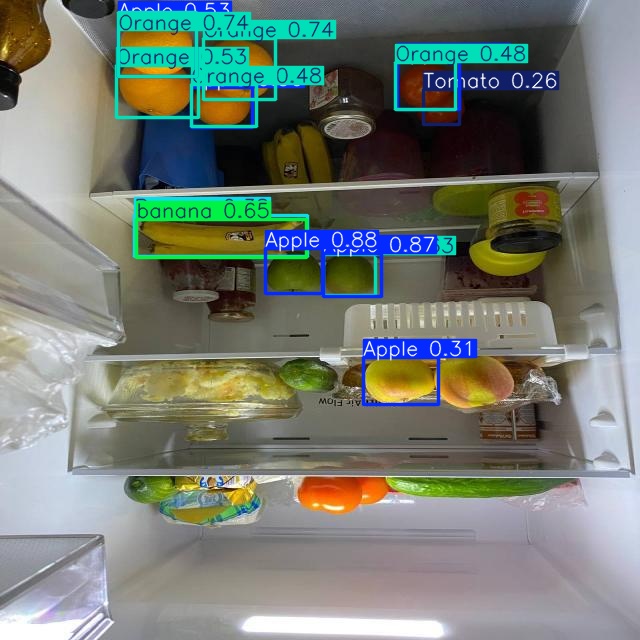 Apple 0.53
Orange 0.74
Orange 0.74
Orange 0.53
Orange 0.48
Orange 0.48
Tomato 0.26
Banana 0.65
Apple 0.88
Apple 0.87
Apple 0.31
Air Flow